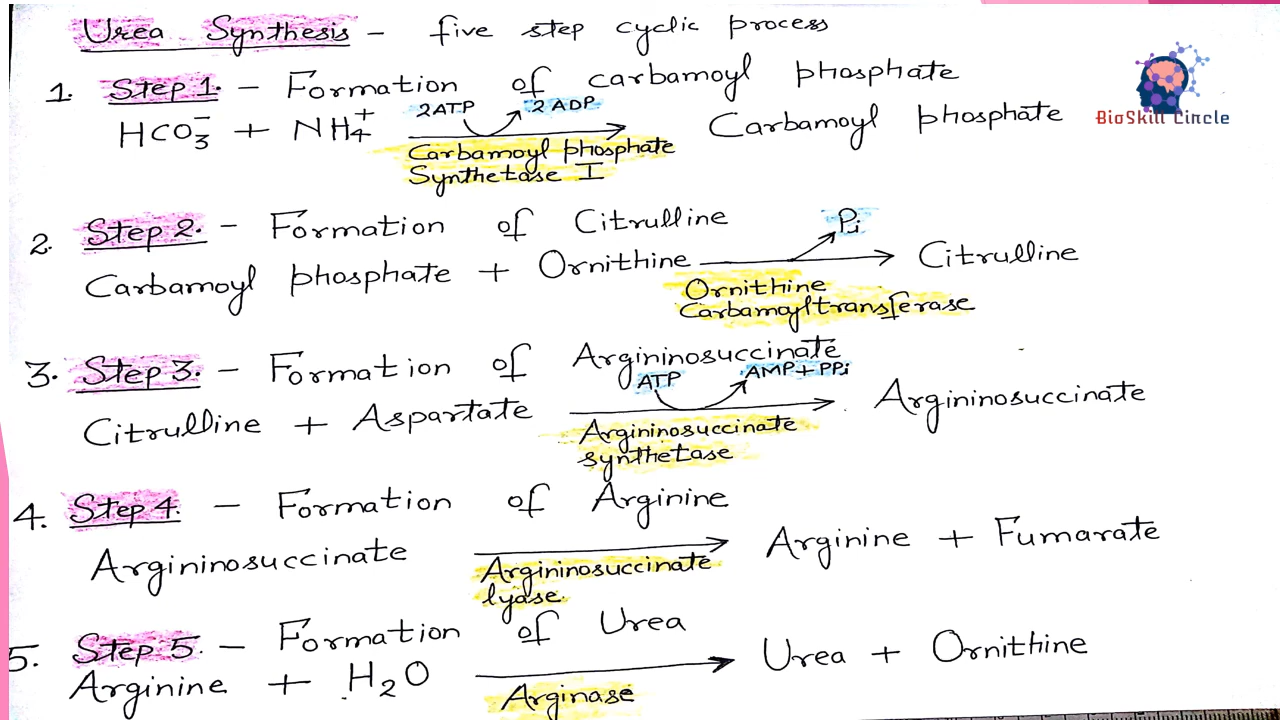 Urea Synthesis - five step cyclic process
1. Step 1. - Formation of carbamoyl phosphate
2ATP 2 ADP
HCO₃⁻ + NH₄⁺ Carbamoyl phosphate
BioSkill Circle
Carbamoyl phosphate
Synthetase I
2. Step 2. - Formation of Citrulline
Pi
Carbamoyl phosphate + Ornithine Citrulline
Ornithine
Carbamoyltransferase
3. Step 3. - Formation of Argininosuccinate
ATP AMP + PPi
Citrulline + Aspartate Argininosuccinate
Argininosuccinate
synthetase
4. Step 4. - Formation of Arginine
Argininosuccinate Arginine + Fumarate
Argininosuccinate
lyase.
5. Step 5. - Formation of Urea
Arginine + H₂O Urea + Ornithine
Arginase